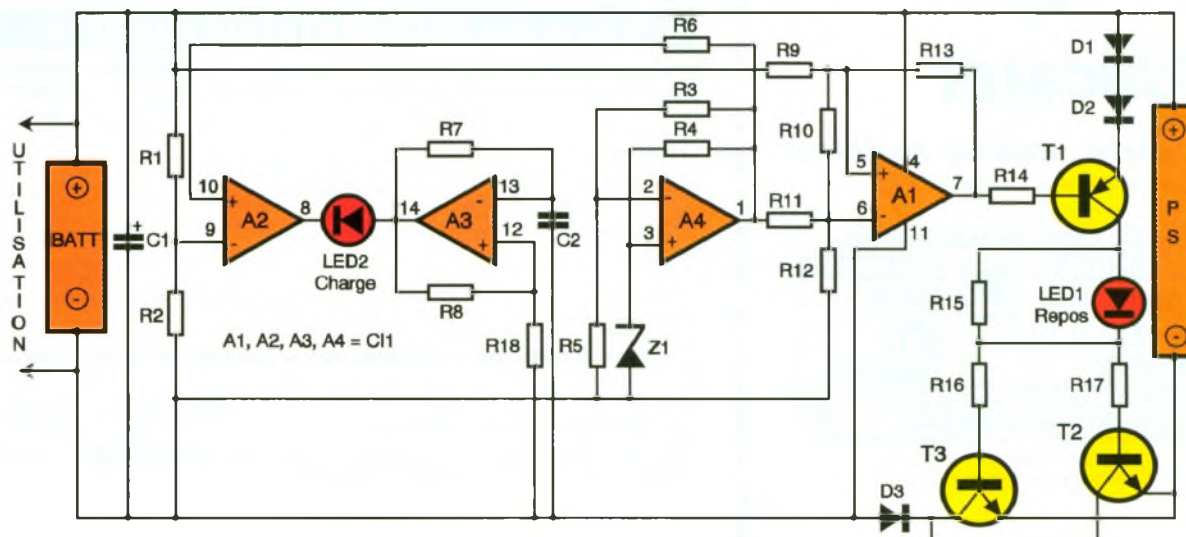 UTILISATION
BATT
C1
R1
R2
10
9
A2
8
LED2
Charge
R7
14
A3
13
12
C2
R8
R18
A1, A2, A3, A4 = CI1
R6
R3
R4
2
3
A4
1
R5
Z1
R9
R10
R11
R12
R13
5
4
6
A1
7
11
R14
T1
D1
D2
PS
R15
LED1
Repos
R16
R17
T2
T3
D3